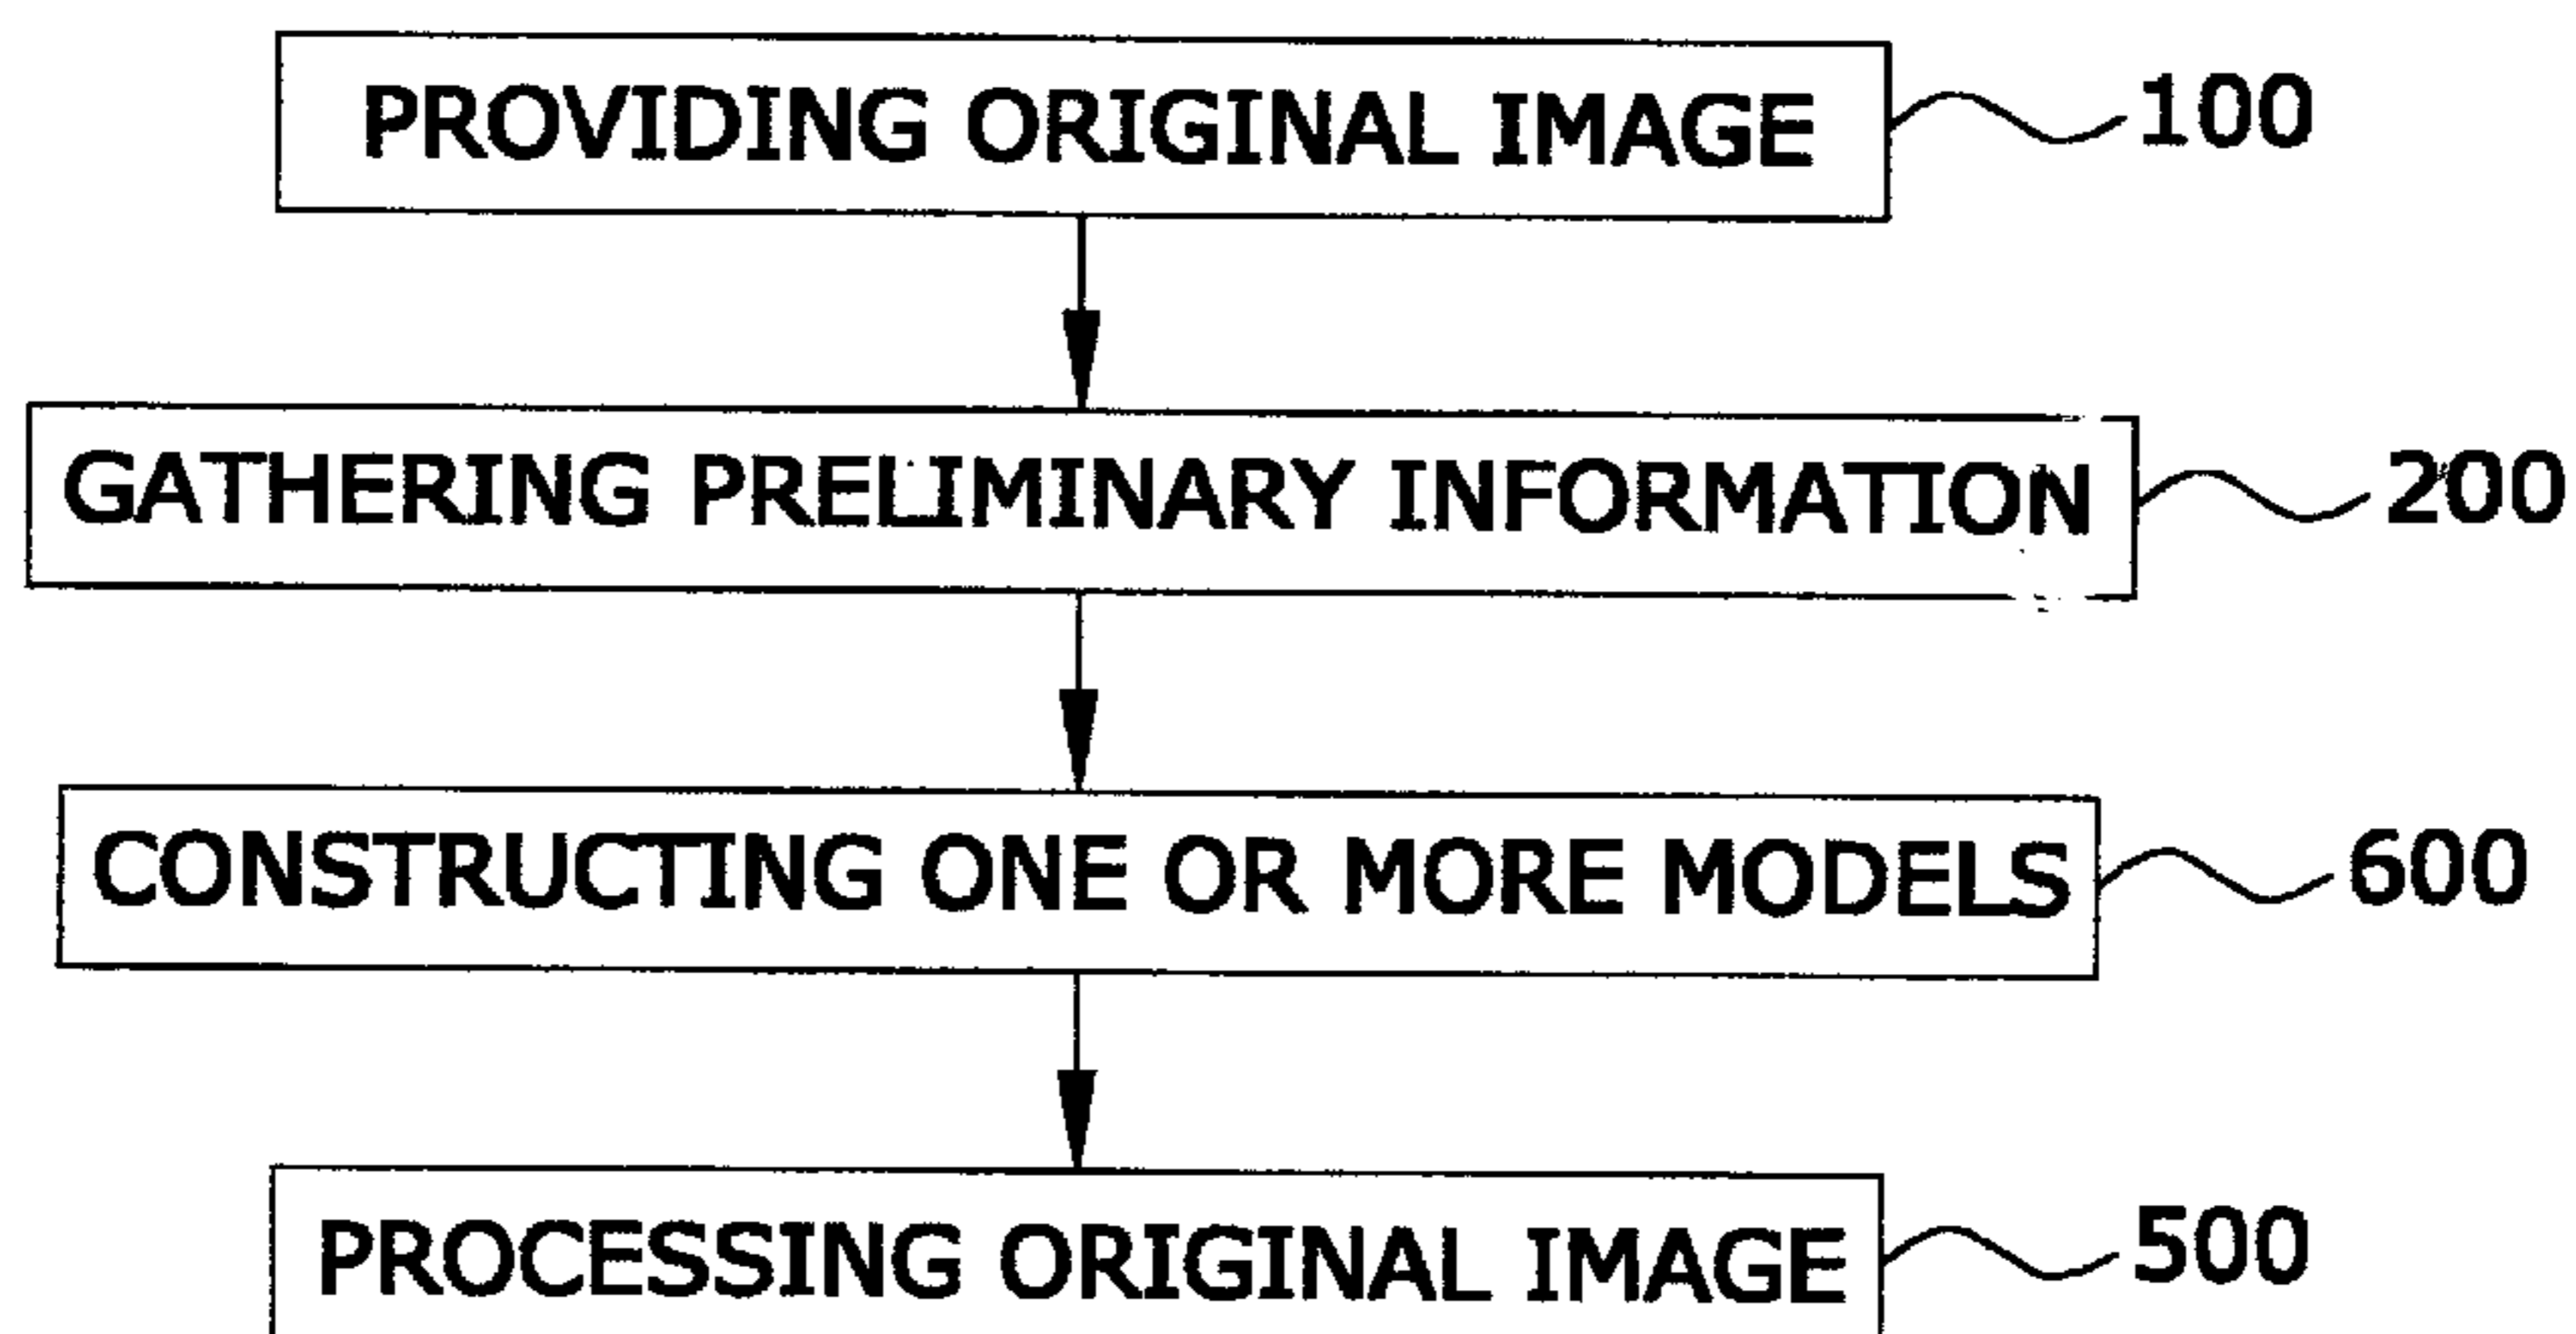 PROVIDING ORIGINAL IMAGE 100
GATHERING PRELIMINARY INFORMATION 200
CONSTRUCTING ONE OR MORE MODELS 600
PROCESSING ORIGINAL IMAGE 500